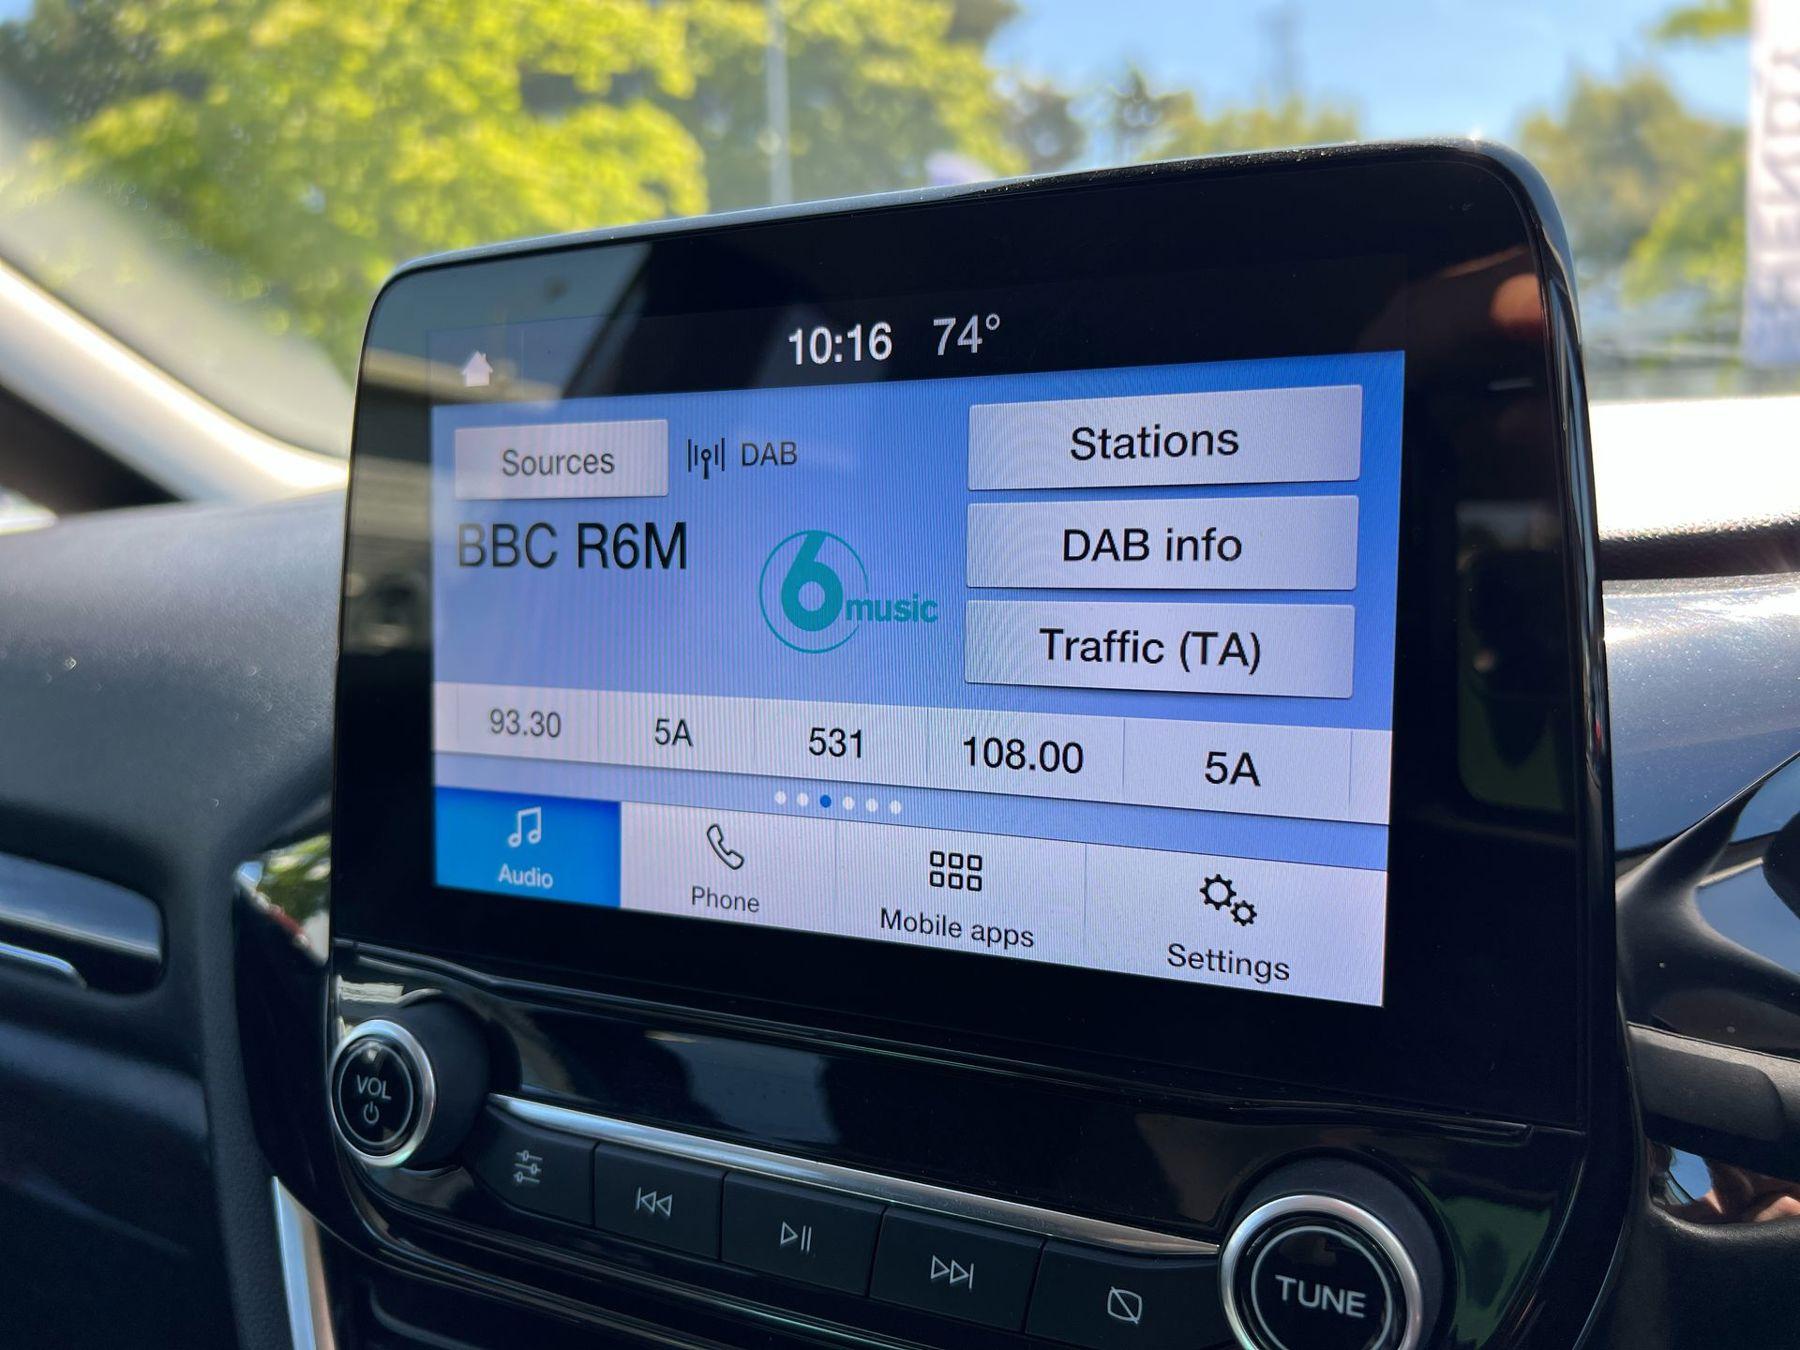 10:16 74°
Sources DAB
BBC R6M
6music
Stations
DAB info
Traffic (TA)
93.30 5A 531 108.00 5A
Audio Phone Mobile apps Settings
VOL
TUNE